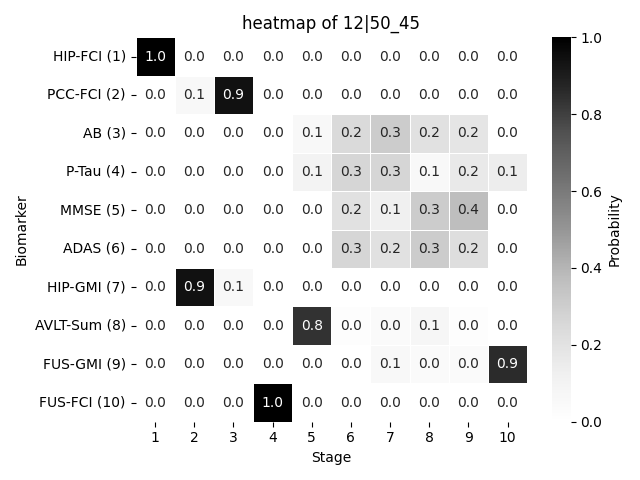 heatmap of 12|50_45
HIP-FCI (1) 1.0 0.0 0.0 0.0 0.0 0.0 0.0 0.0 0.0 0.0
PCC-FCI (2) 0.0 0.1 0.9 0.0 0.0 0.0 0.0 0.0 0.0 0.0
AB (3) 0.0 0.0 0.0 0.0 0.1 0.2 0.3 0.2 0.2 0.0
P-Tau (4) 0.0 0.0 0.0 0.0 0.1 0.3 0.3 0.1 0.2 0.1
MMSE (5) 0.0 0.0 0.0 0.0 0.0 0.2 0.1 0.3 0.4 0.0
ADAS (6) 0.0 0.0 0.0 0.0 0.0 0.3 0.2 0.3 0.2 0.0
HIP-GMI (7) 0.0 0.9 0.1 0.0 0.0 0.0 0.0 0.0 0.0 0.0
AVLT-Sum (8) 0.0 0.0 0.0 0.0 0.8 0.0 0.0 0.1 0.0 0.0
FUS-GMI (9) 0.0 0.0 0.0 0.0 0.0 0.0 0.1 0.0 0.0 0.9
FUS-FCI (10) 0.0 0.0 0.0 1.0 0.0 0.0 0.0 0.0 0.0 0.0
1 2 3 4 5 6 7 8 9 10
Stage
Biomarker
1.0
0.8
0.6
0.4
0.2
0.0
Probability